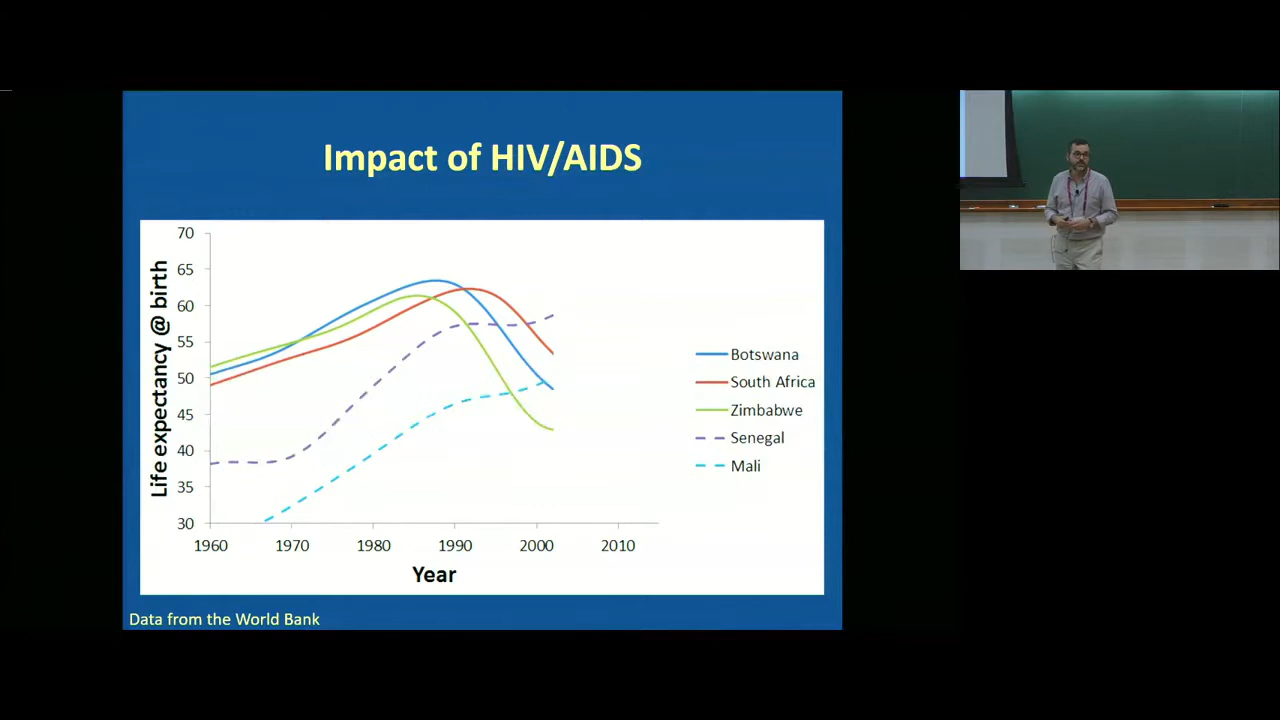 Impact of HIV/AIDS
70
65
60
55
50
45
40
35
30
Life expectancy @ birth
1960 1970 1980 1990 2000 2010
Year
Botswana
South Africa
Zimbabwe
Senegal
Mali
Data from the World Bank